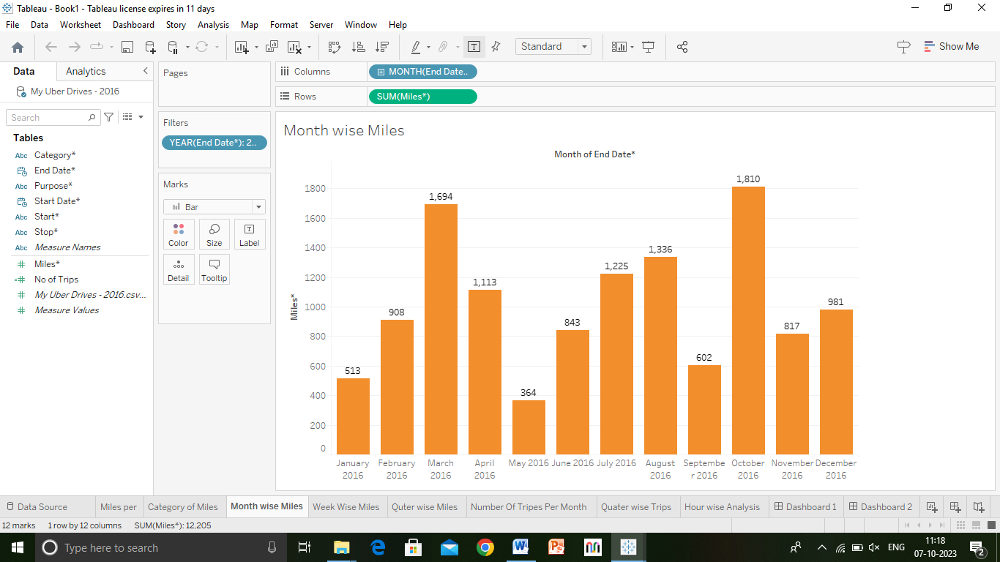 Tableau - Book1 - Tableau license expires in 11 days
File Data Worksheet Dashboard Story Analysis Map Format Server Window Help
Standard
Show Me
Data Analytics
My Uber Drives - 2016
Search
Tables
Abc Category*
End Date*
Abc Purpose*
Start Date*
Abc Start*
Abc Stop*
Abc Measure Names
# Miles*
=# No of Trips
# My Uber Drives - 2016.csv...
# Measure Values
Pages
Filters
YEAR(End Date*): 2..
Marks
Bar
Color Size Label
Detail Tooltip
Columns MONTH(End Date..
Rows SUM(Miles*)
Month wise Miles
Month of End Date*
Miles*
1800
1600
1400
1200
1000
800
600
400
200
0
513
908
1,694
1,113
364
843
1,225
1,336
602
1,810
817
981
January
2016
February
2016
March
2016
April
2016
May 2016
June 2016
July 2016
August
2016
Septembe
r 2016
October
2016
November
2016
December
2016
Data Source Miles per Category of Miles Month wise Miles Week Wise Miles Quter wise Miles Number Of Tripes Per Month Quater wise Trips Hour wise Analysis Dashboard 1 Dashboard 2
12 marks 1 row by 12 columns SUM(Miles*): 12,205
Type here to search
ENG
11:18
07-10-2023
2